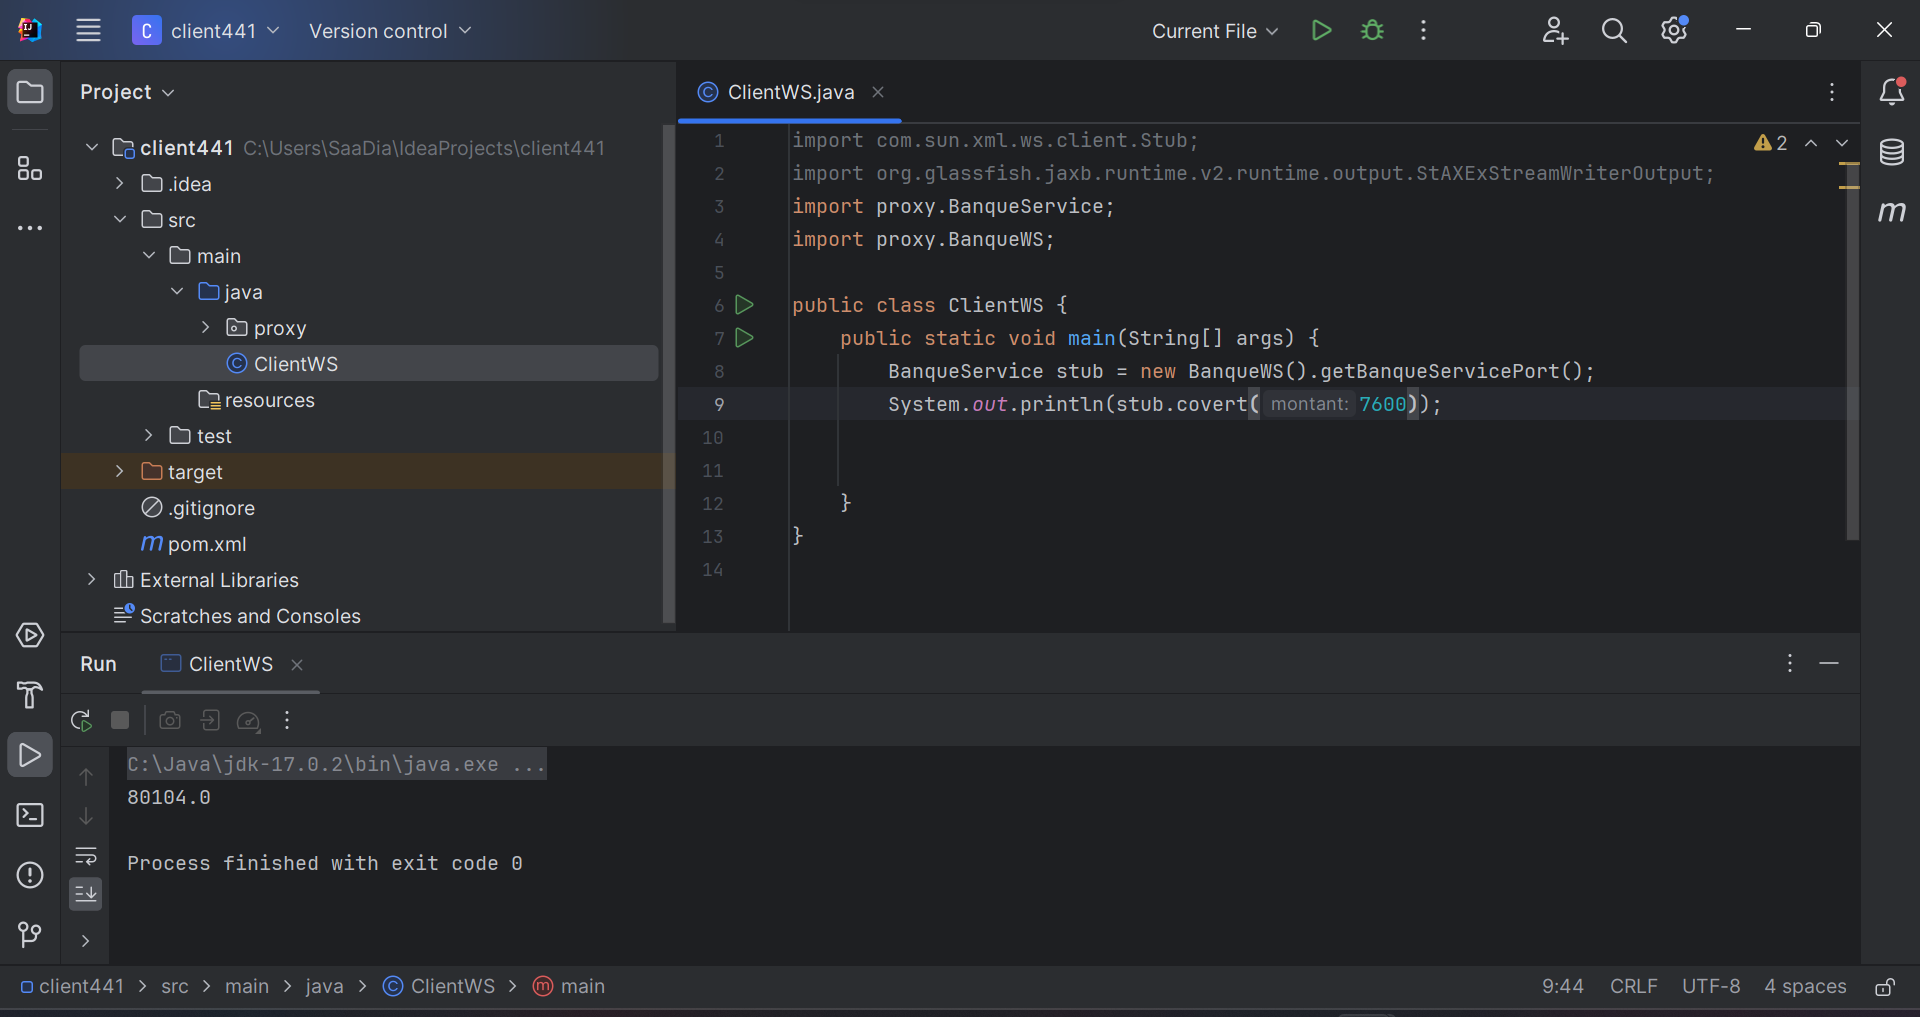 C client441 Version control Current File
Project
client441 C:\Users\SaaDia\IdeaProjects\client441
.idea
src
main
java
proxy
ClientWS
resources
test
target
.gitignore
pom.xml
External Libraries
Scratches and Consoles
ClientWS.java
2
1 import com.sun.xml.ws.client.Stub;
2 import org.glassfish.jaxb.runtime.v2.runtime.output.StAXExStreamWriterOutput;
3 import proxy.BanqueService;
4 import proxy.BanqueWS;
5
6 public class ClientWS {
7 public static void main(String[] args) {
8 BanqueService stub = new BanqueWS().getBanqueServicePort();
9 System.out.println(stub.covert( montant: 7600));
10
11
12 }
13 }
14
Run ClientWS
C:\Java\jdk-17.0.2\bin\java.exe ...
80104.0
Process finished with exit code 0
client441 > src > main > java > ClientWS > main
9:44 CRLF UTF-8 4 spaces